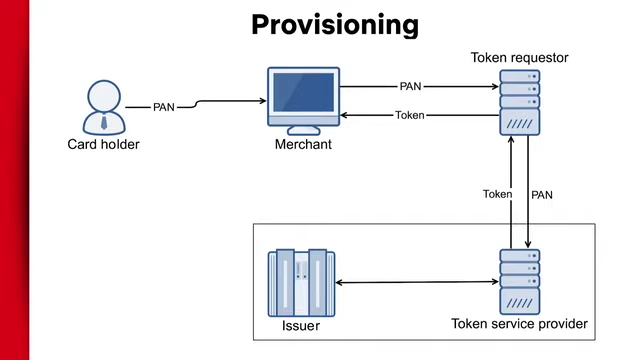 Provisioning
Token requestor
PAN
PAN
Token
Card holder
Merchant
Token
PAN
Issuer
Token service provider